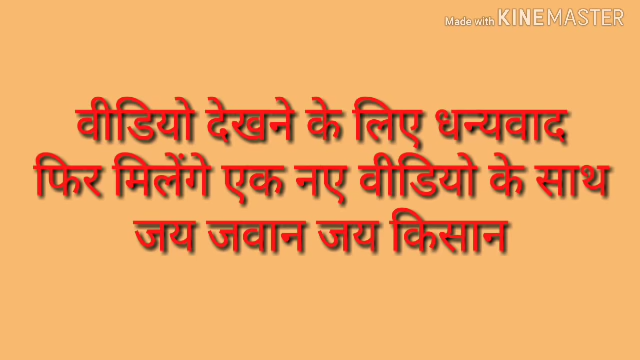 Made with KINEMASTER
वीडियो देखने के लिए धन्यवाद
फिर मिलेंगे एक नए वीडियो के साथ
जय जवान जय किसान